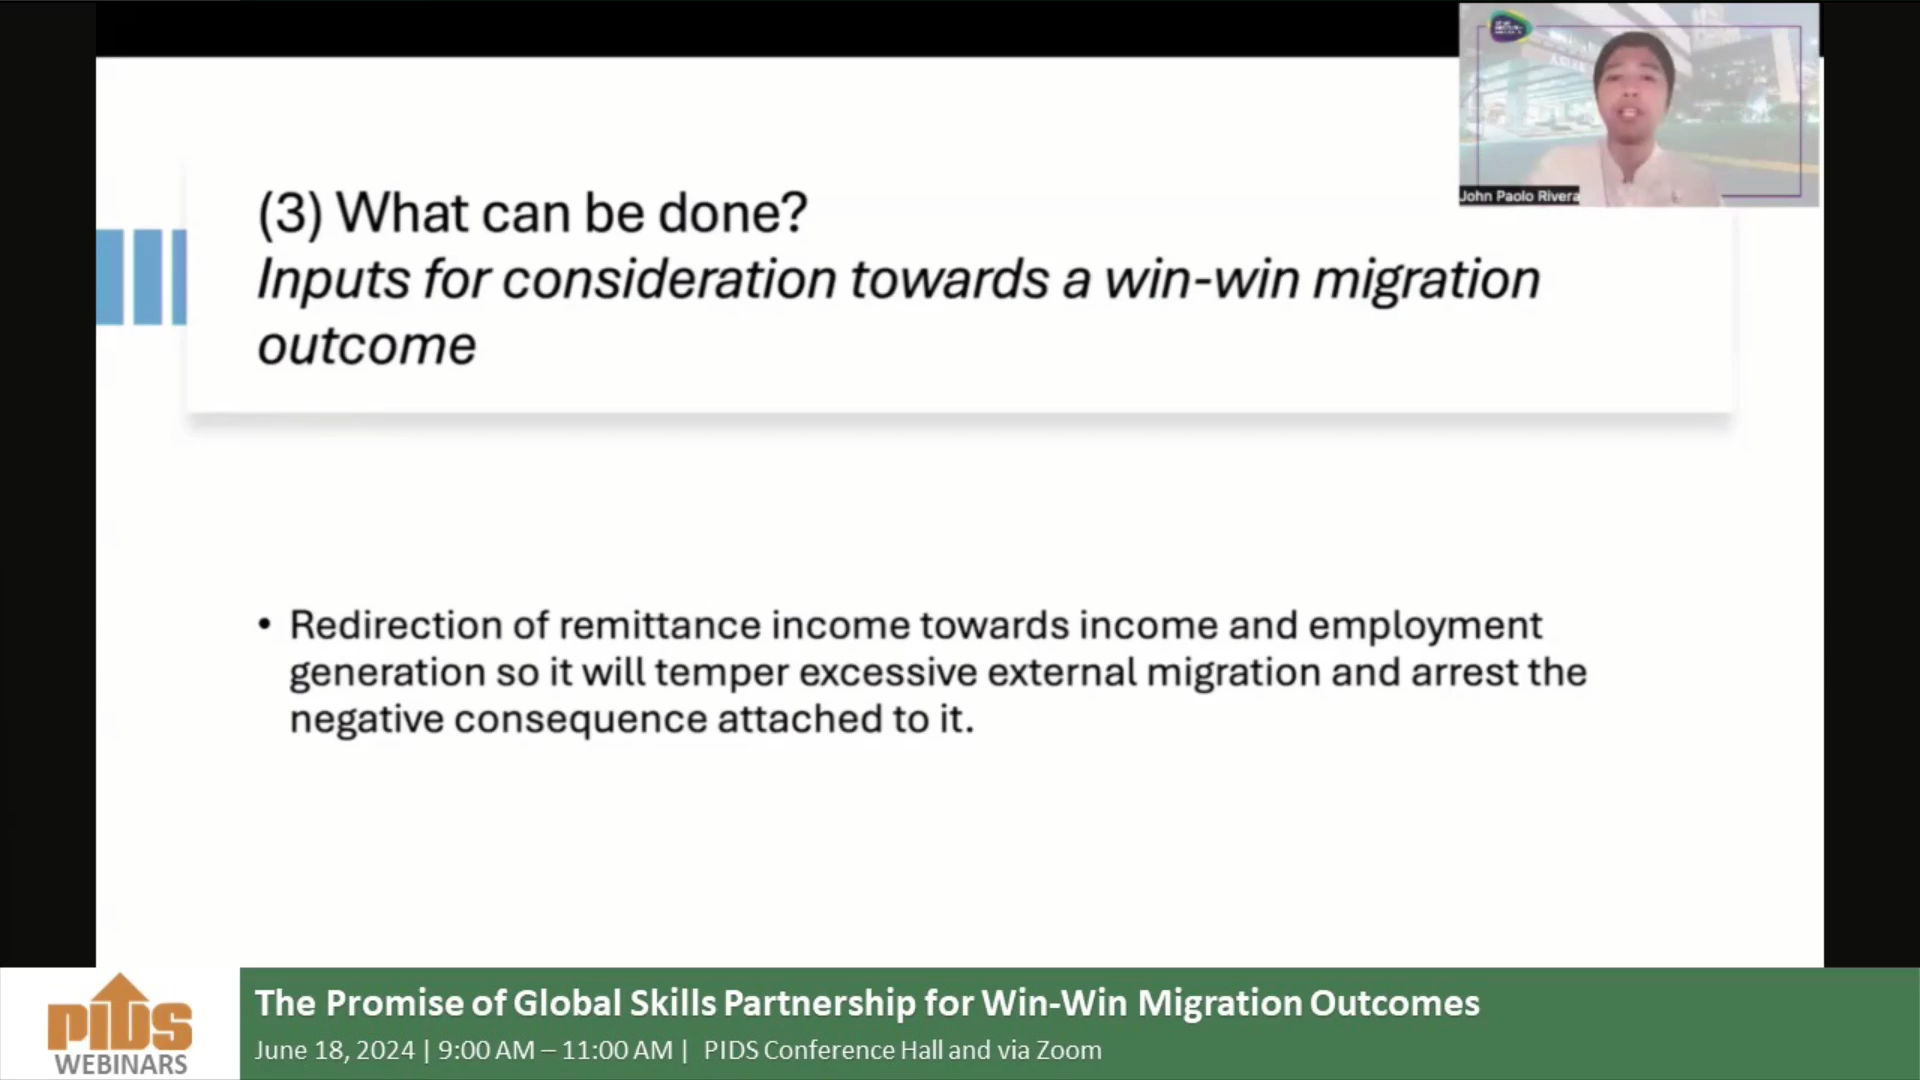 John Paolo Rivera
(3) What can be done?
Inputs for consideration towards a win-win migration
outcome
• Redirection of remittance income towards income and employment
generation so it will temper excessive external migration and arrest the
negative consequence attached to it.
PIDS
WEBINARS
The Promise of Global Skills Partnership for Win-Win Migration Outcomes
June 18, 2024 | 9:00 AM – 11:00 AM | PIDS Conference Hall and via Zoom